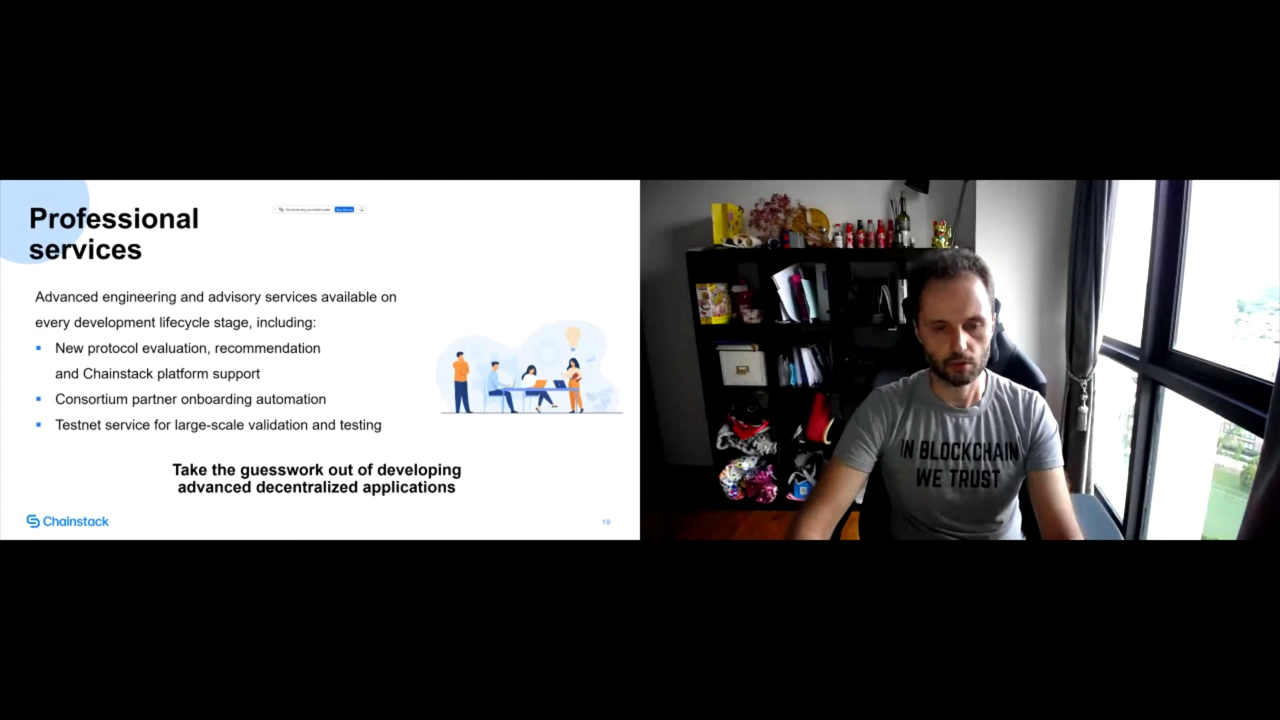 Professional
services
Advanced engineering and advisory services available on
every development lifecycle stage, including:
New protocol evaluation, recommendation
and Chainstack platform support
Consortium partner onboarding automation
Testnet service for large-scale validation and testing
Take the guesswork out of developing
advanced decentralized applications
Chainstack
19
IN BLOCKCHAIN
WE TRUST